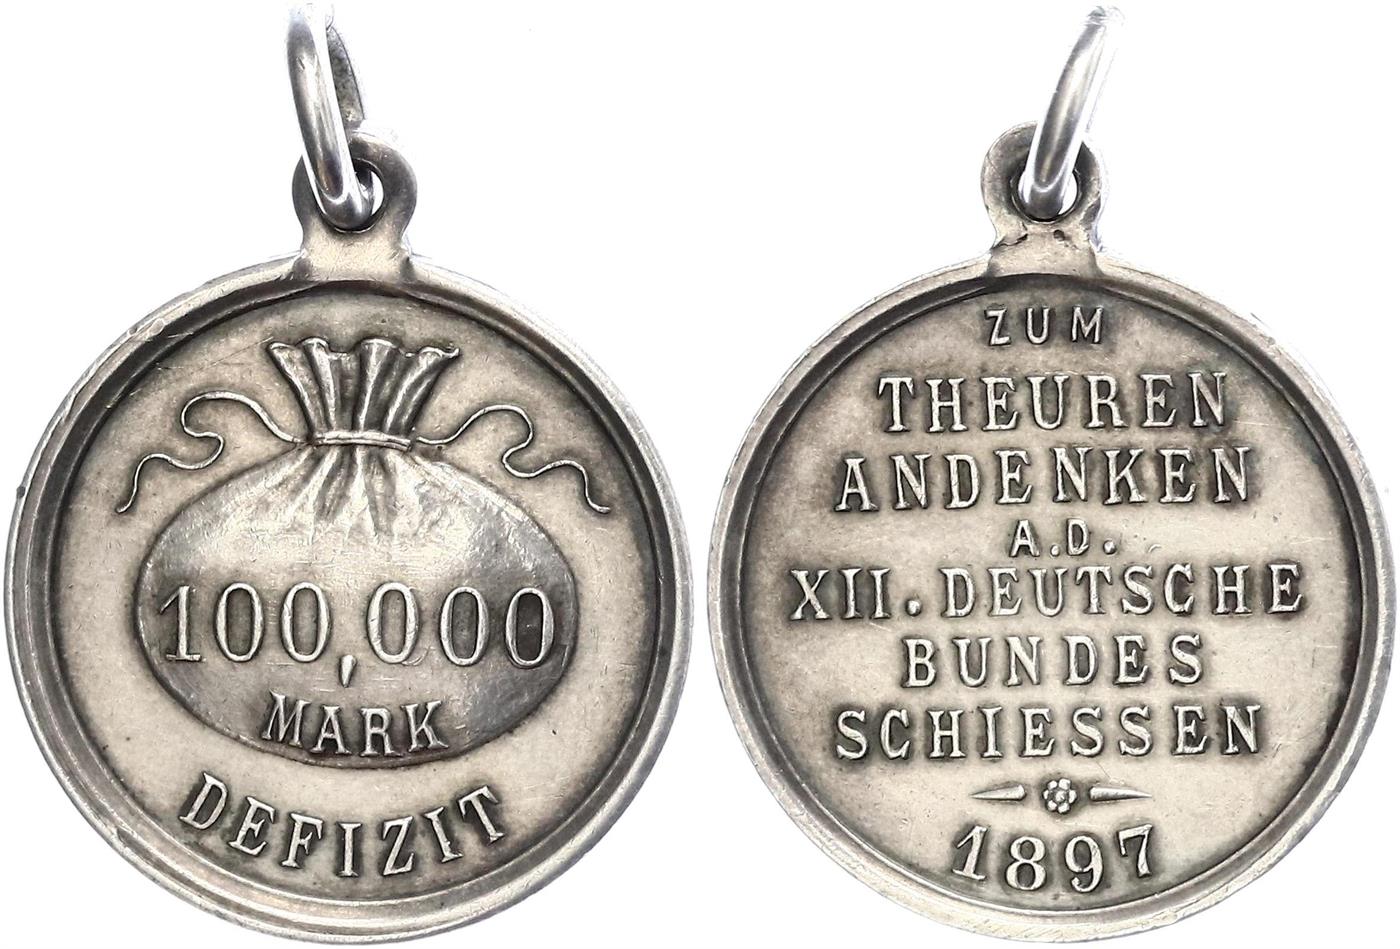 100,000
MARK
DEFIZIT
ZUM
THEUREN
ANDENKEN
A.D.
XII. DEUTSCHE
BUNDES
SCHIESSEN
1897